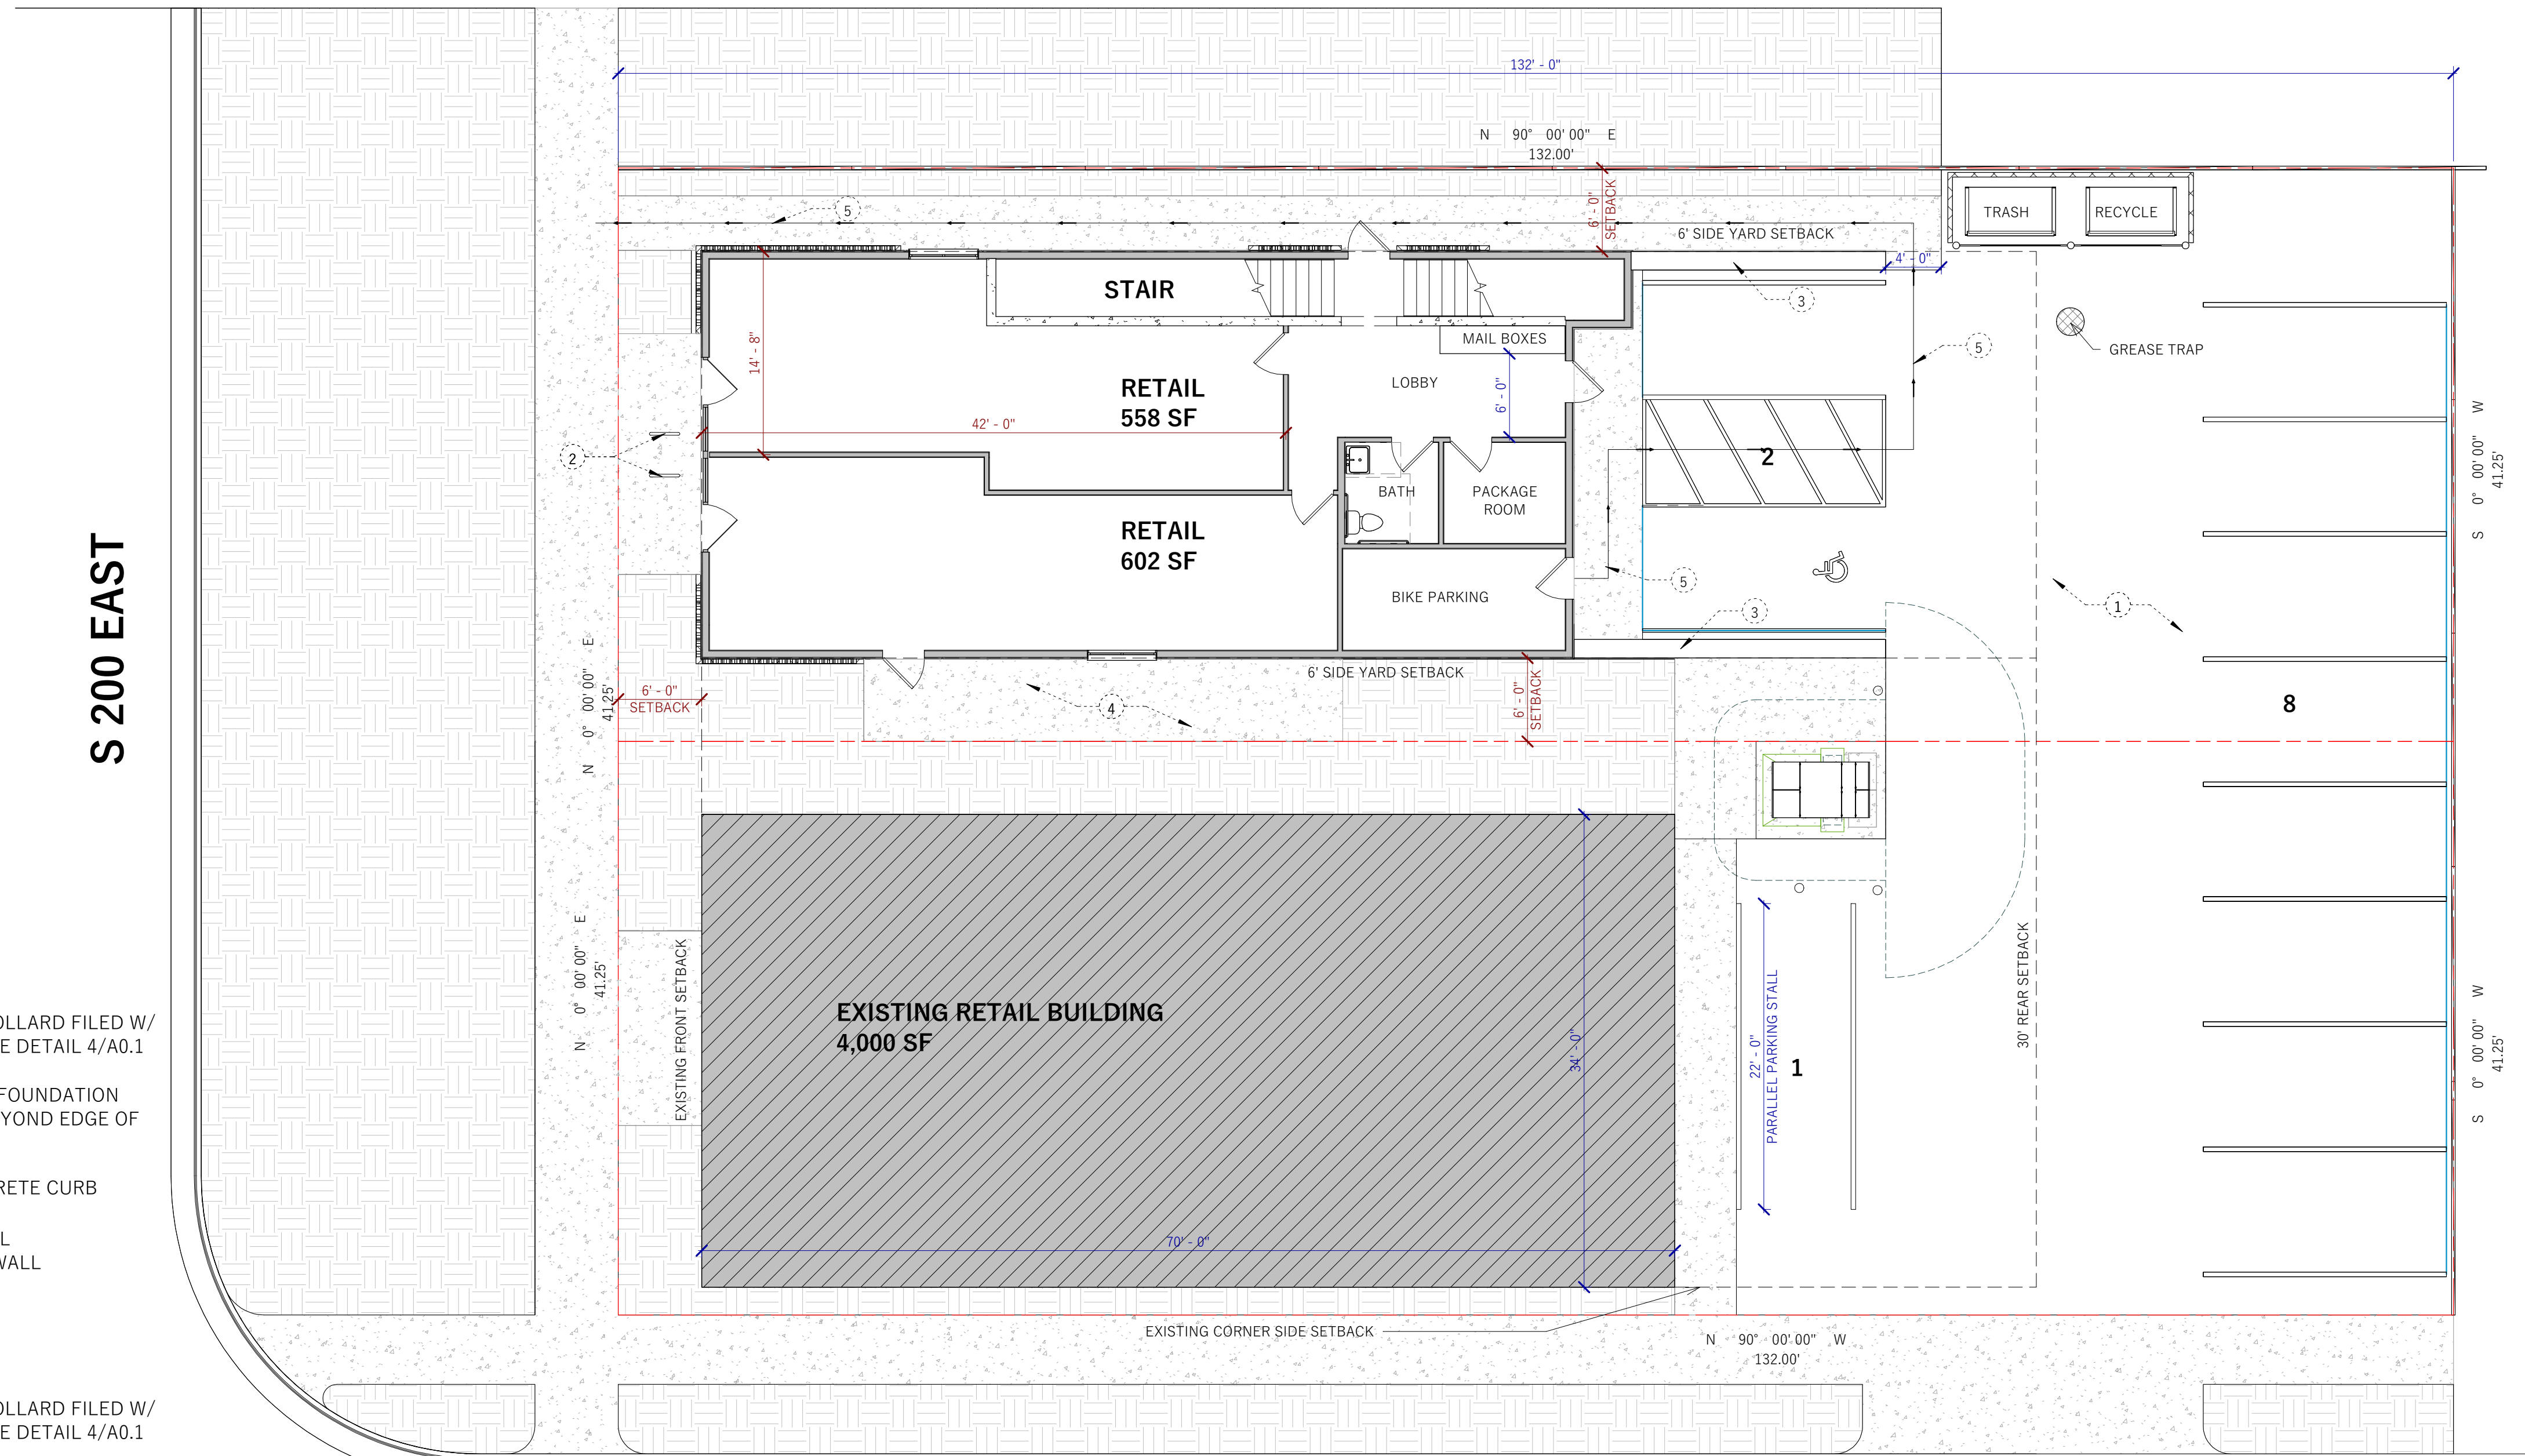 132' - 0"
N 90° 00' 00" E
132.00'
6' - 0"
SETBACK
5
6' SIDE YARD SETBACK
TRASH
RECYCLE
4' - 0"
3
STAIR
14' - 8"
MAIL BOXES
5
GREASE TRAP
RETAIL
558 SF
LOBBY
6' - 0"
42' - 0"
2
2
S 0° 00' 00" W
41.25'
BATH
PACKAGE
ROOM
RETAIL
602 SF
BIKE PARKING
5
3
1
S 200 EAST
N 0° 00' 00" E
41.25'
6' - 0"
SETBACK
6' SIDE YARD SETBACK
6' - 0"
SETBACK
4
8
EXISTING FRONT SETBACK
N 0° 00' 00" E
41.25'
EXISTING RETAIL BUILDING
4,000 SF
34' - 0"
22' - 0"
PARALLEL PARKING STALL
1
30' REAR SETBACK
S 0° 00' 00" W
41.25'
OLLARD FILED W/
E DETAIL 4/A0.1
FOUNDATION
YOND EDGE OF
RETE CURB
L
WALL
70' - 0"
EXISTING CORNER SIDE SETBACK
N 90° 00' 00" W
132.00'
OLLARD FILED W/
E DETAIL 4/A0.1